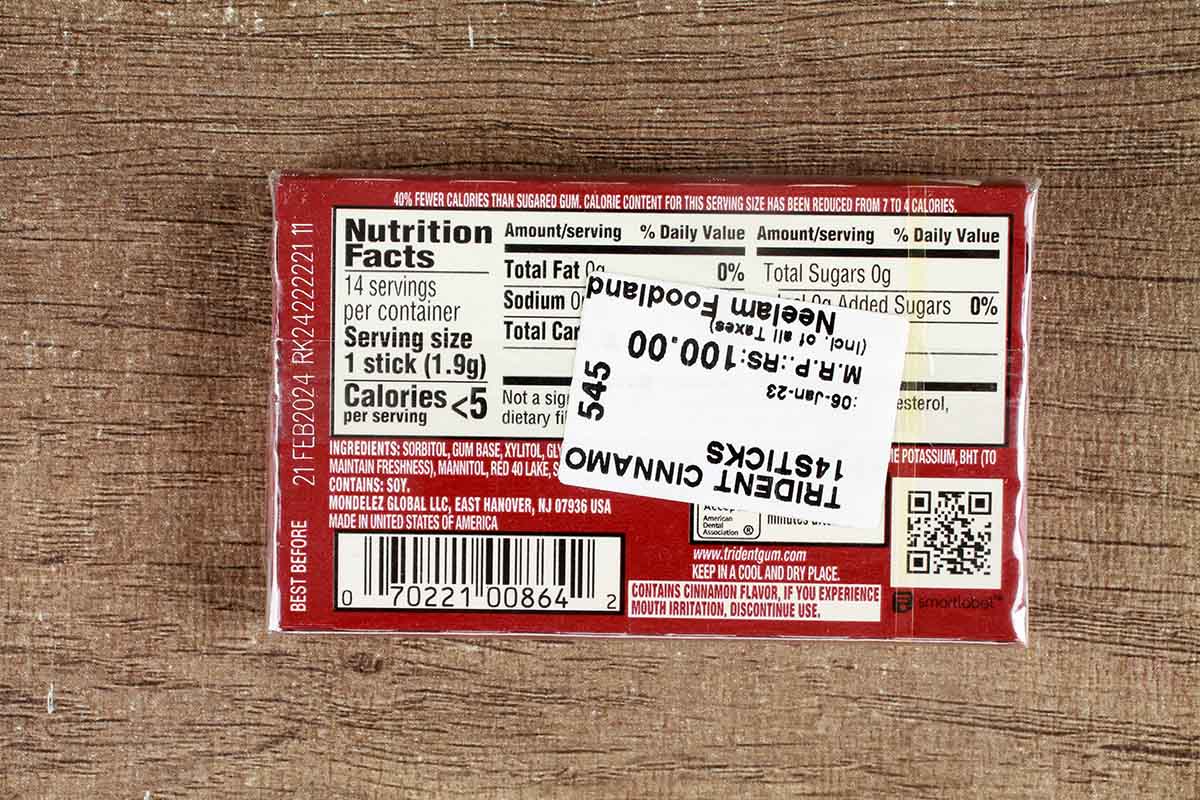 40% FEWER CALORIES THAN SUGARED GUM. CALORIE CONTENT FOR THIS SERVING SIZE HAS BEEN REDUCED FROM 7 TO 4 CALORIES.
Nutrition
Facts
14 servings
per container
Serving size
1 stick (1.9g)
Calories <5
per serving
Amount/serving % Daily Value
Total Fat 0g 0%
Sodium 0
Total Car
Amount/serving % Daily Value
Total Sugars 0g
0g Added Sugars 0%
Not a sig
dietary fi
esterol,
Neelam Foodland
(Incl. of all Taxes)
M.R.P.:RS:100.00
:06-Jan-23
545
14STICKS
TRIDENT CINNAMO
INGREDIENTS: SORBITOL, GUM BASE, XYLITOL, GLY
ME POTASSIUM, BHT (TO
MAINTAIN FRESHNESS), MANNITOL, RED 40 LAKE, S
CONTAINS: SOY.
MONDELEZ GLOBAL LLC, EAST HANOVER, NJ 07936 USA
MADE IN UNITED STATES OF AMERICA
0 70221 00864 2
American
Dental
Association ®
www.tridentgum.com
KEEP IN A COOL AND DRY PLACE.
CONTAINS CINNAMON FLAVOR, IF YOU EXPERIENCE
MOUTH IRRITATION, DISCONTINUE USE.
smartlabel™
BEST BEFORE 21 FEB2024 RK242222221 11